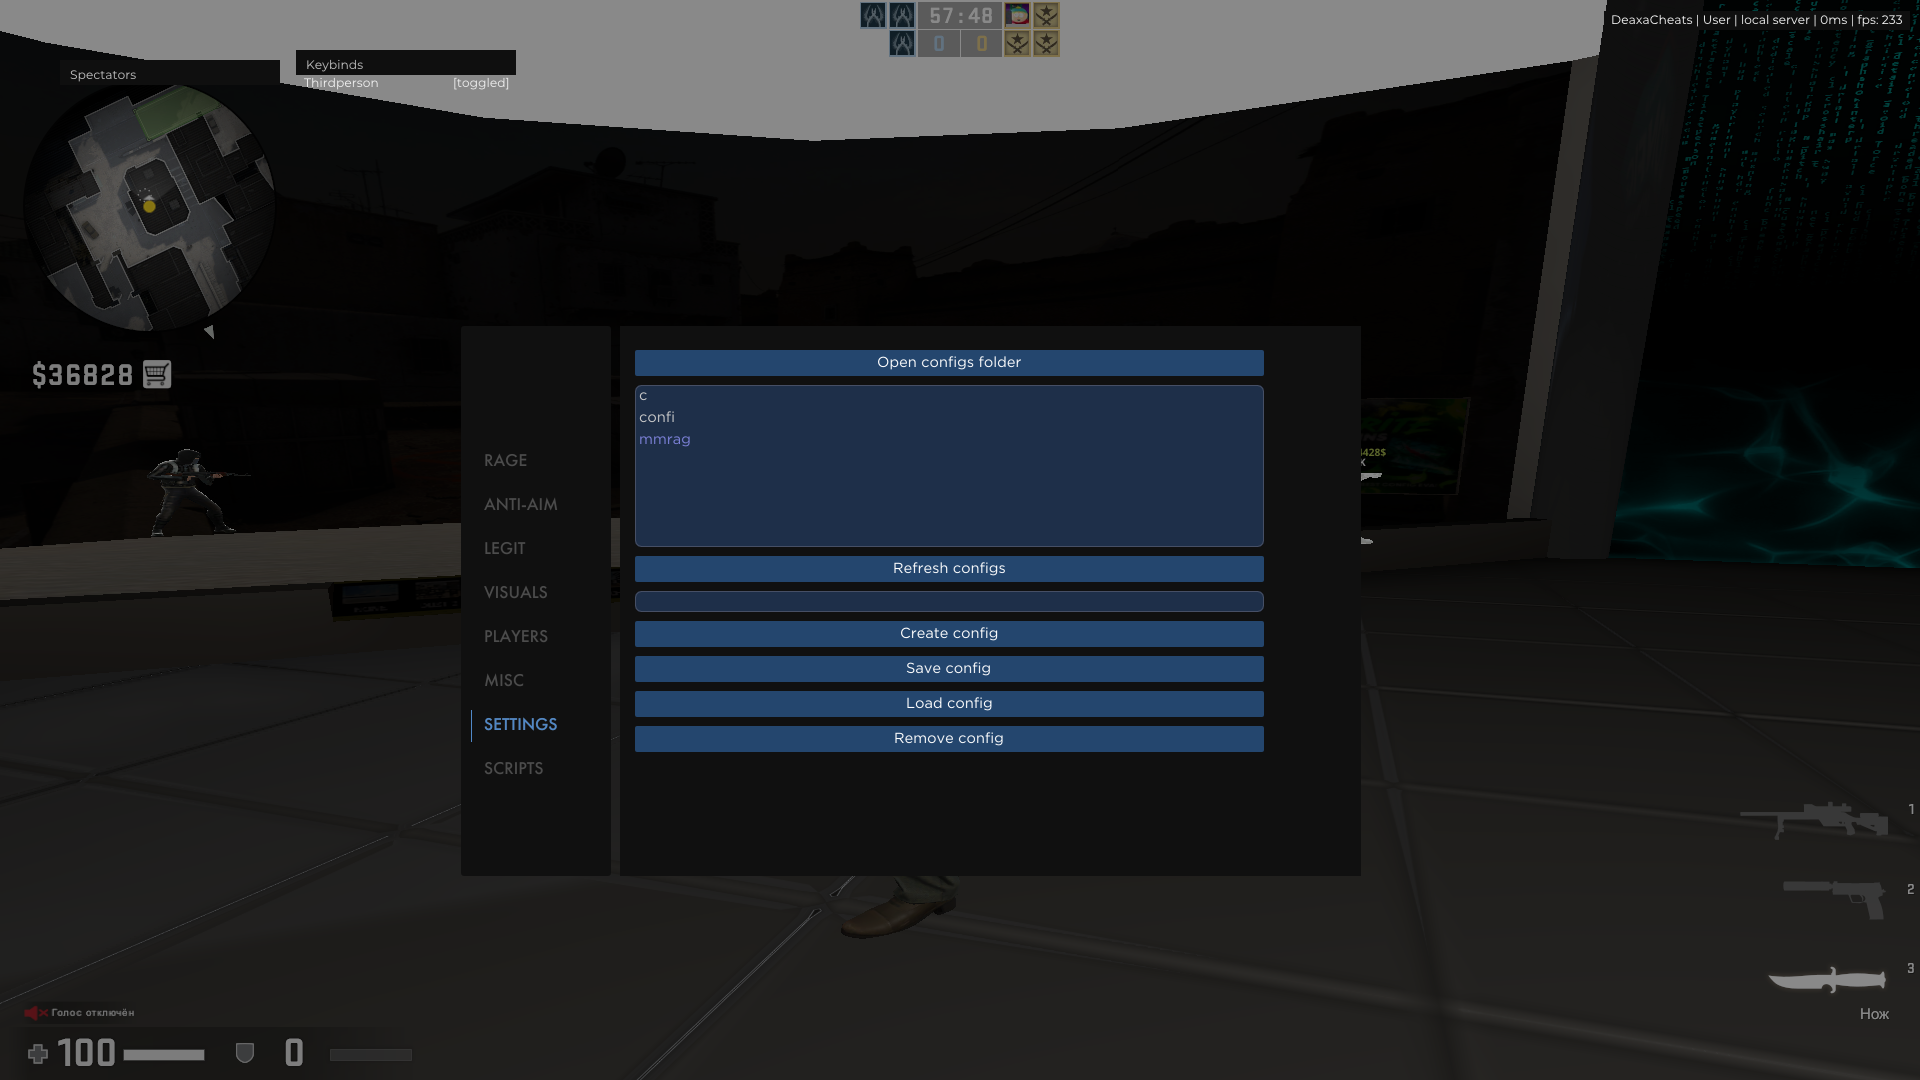 57:48
0 0
DeaxaCheats | User | local server | 0ms | fps: 233
Spectators
Keybinds
Thirdperson [toggled]
$36828
Open configs folder
c
confi
mmrag
RAGE
ANTI-AIM
LEGIT
VISUALS
PLAYERS
MISC
SETTINGS
SCRIPTS
Refresh configs
Create config
Save config
Load config
Remove config
1
2
3
Нож
Голос отключён
100
0